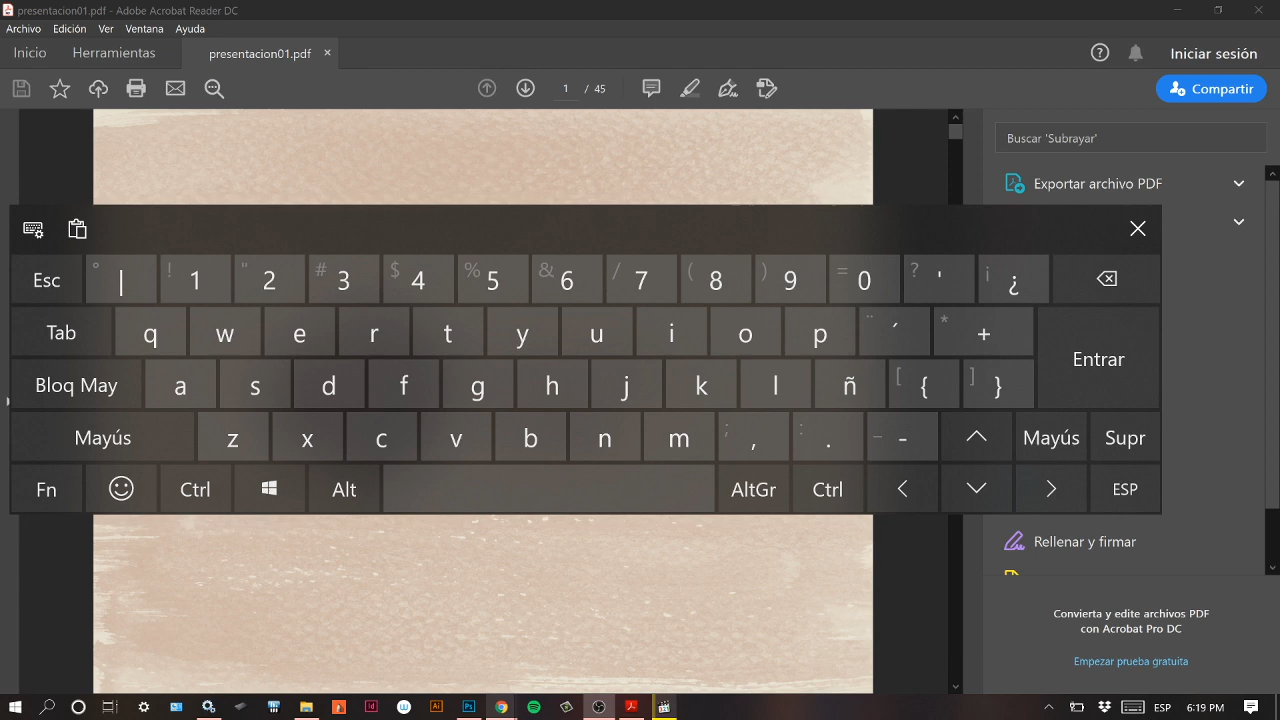 presentacion01.pdf - Adobe Acrobat Reader DC
Archivo Edición Ver Ventana Ayuda
Inicio Herramientas presentacion01.pdf × Iniciar sesión
1 / 45 Compartir
Buscar 'Subrayar'
Exportar archivo PDF
Esc ° | ! 1 " 2 # 3 $ 4 % 5 & 6 / 7 ( 8 ) 9 = 0 ? ' ¡ ¿
Tab q w e r t y u i o p ¨ ´ * +
Entrar
Bloq May a s d f g h j k l ñ [ { ] }
Mayús z x c v b n m ; , : . _ - Mayús Supr
Fn Ctrl Alt AltGr Ctrl ESP
Rellenar y firmar
Convierta y edite archivos PDF
con Acrobat Pro DC
Empezar prueba gratuita
Id Ai Ps ESP 6:19 PM